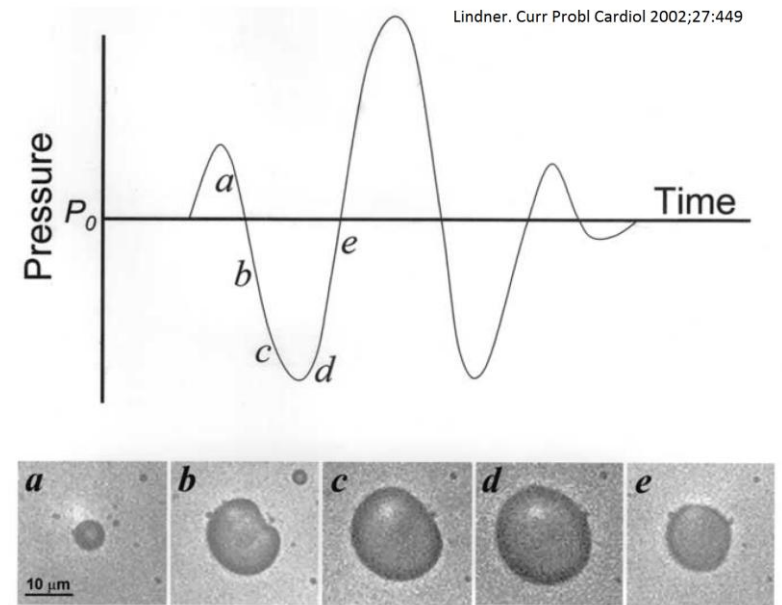 Lindner. Curr Probl Cardiol 2002;27:449
Pressure
P₀
Time
a
b
c
d
e
a
b
c
d
e
10 μm